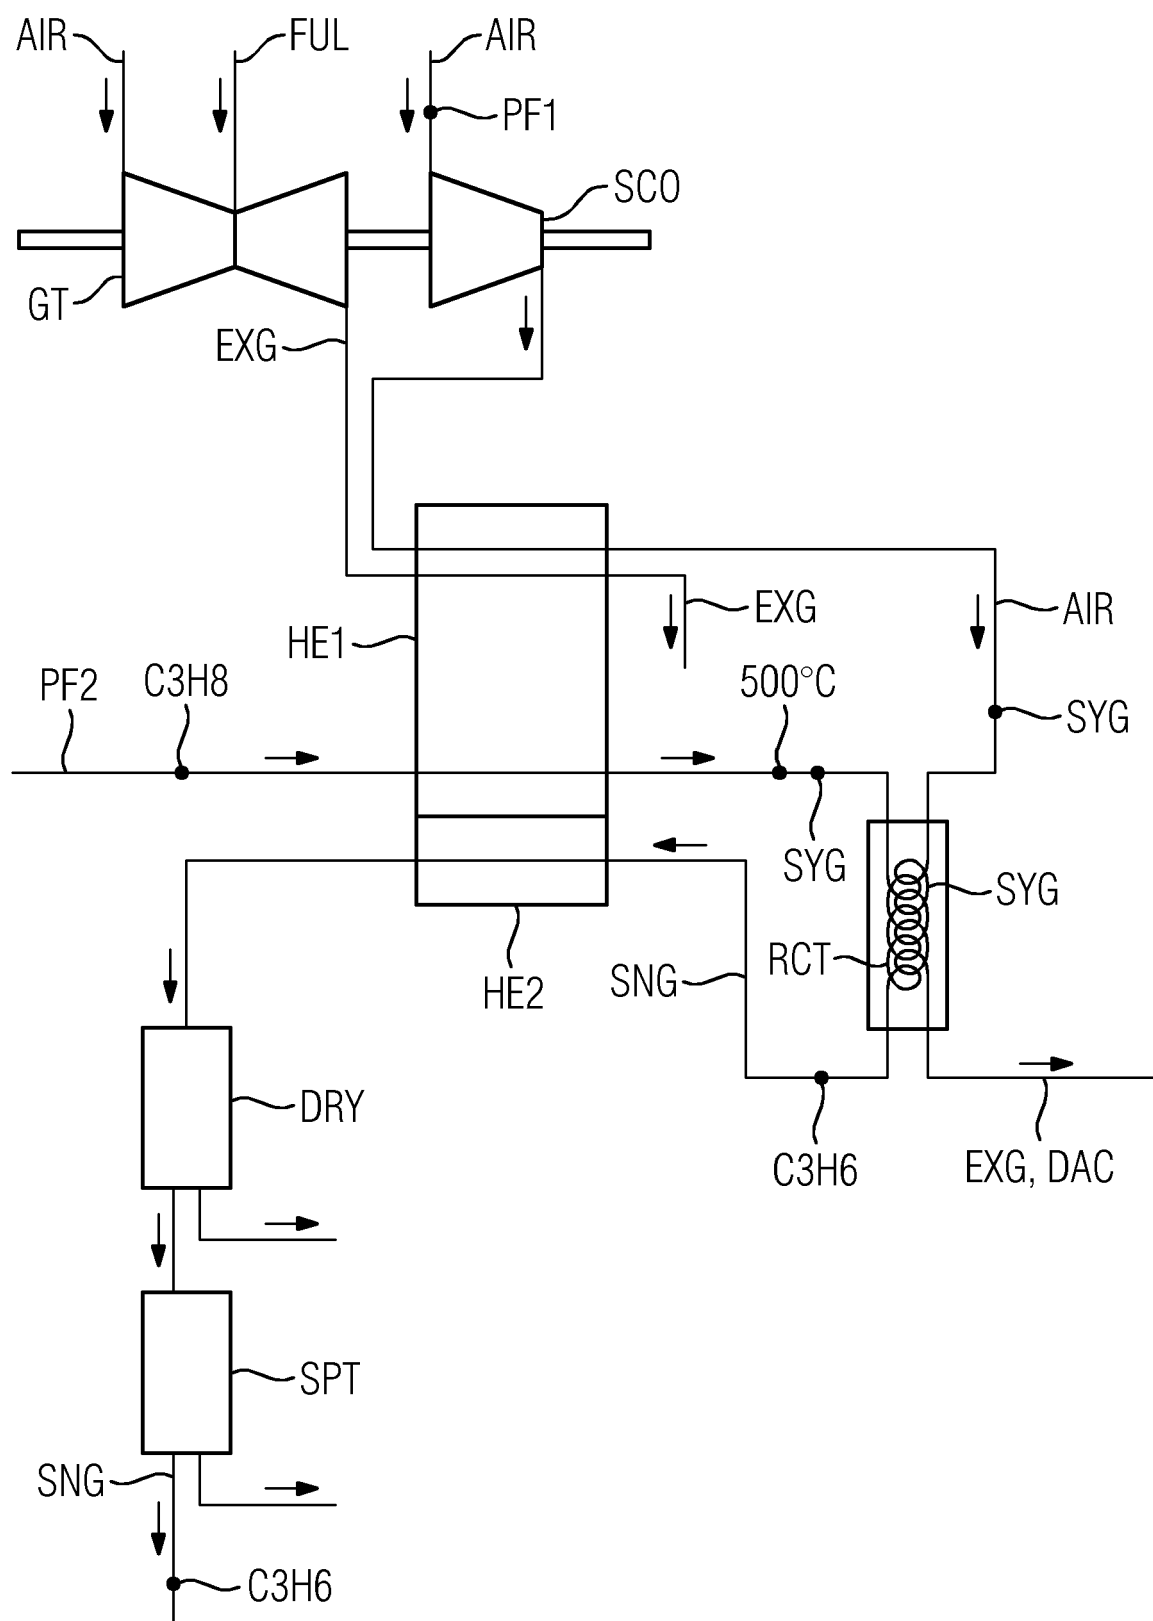 AIR
FUL
AIR
PF1
SCO
GT
EXG
HE1
EXG
AIR
PF2
C3H8
500°C
SYG
SYG
SYG
RCT
SNG
HE2
DRY
C3H6
EXG, DAC
SPT
SNG
C3H6